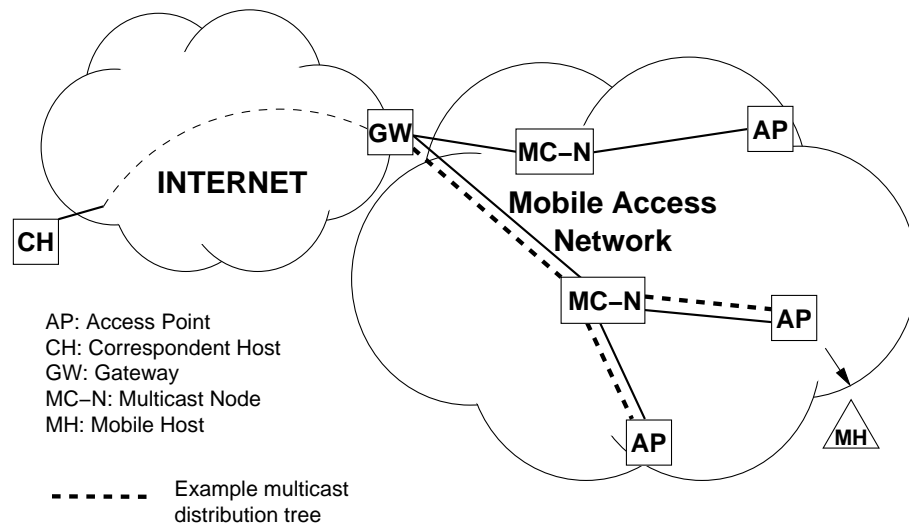 GW
MC–N
AP
INTERNET
Mobile Access
Network
CH
MC–N
AP
AP: Access Point
CH: Correspondent Host
GW: Gateway
MC–N: Multicast Node
MH: Mobile Host
AP
MH
Example multicast
distribution tree